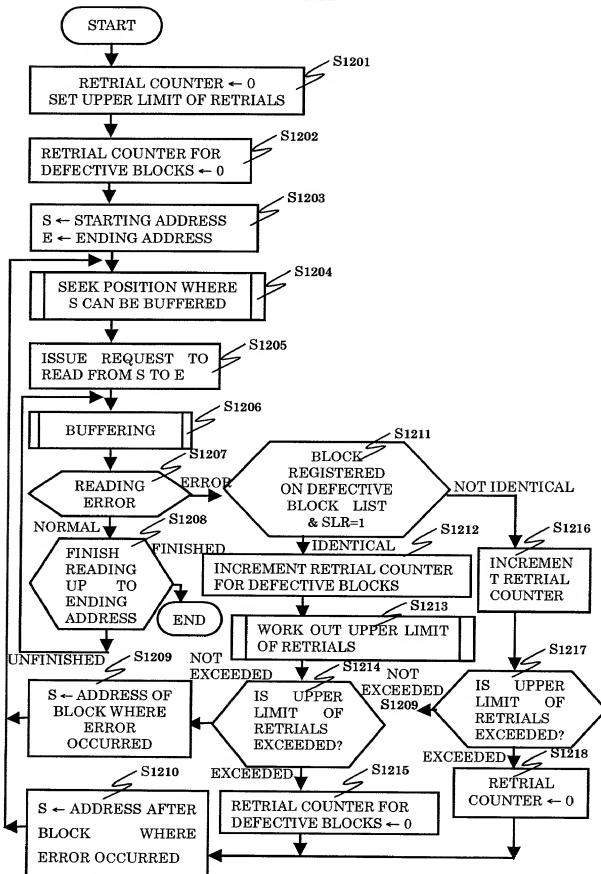 START
S1201
RETRIAL COUNTER ← 0
SET UPPER LIMIT OF RETRIALS
S1202
RETRIAL COUNTER FOR
DEFECTIVE BLOCKS ← 0
S1203
S ← STARTING ADDRESS
E ← ENDING ADDRESS
S1204
SEEK POSITION WHERE
S CAN BE BUFFERED
S1205
ISSUE REQUEST TO
READ FROM S TO E
S1206
BUFFERING
S1207
READING
ERROR
ERROR
NORMAL
S1211
BLOCK
REGISTERED
ON DEFECTIVE
BLOCK LIST
& SLR=1
NOT IDENTICAL
IDENTICAL
S1208
FINISH
READING
UP TO
ENDING
ADDRESS
FINISHED
END
UNFINISHED
S1212
INCREMENT RETRIAL COUNTER
FOR DEFECTIVE BLOCKS
S1216
INCREMEN
T RETRIAL
COUNTER
S1213
WORK OUT UPPER LIMIT
OF RETRIALS
S1209
S ← ADDRESS OF
BLOCK WHERE
ERROR
OCCURRED
NOT
EXCEEDED
S1214
IS UPPER
LIMIT OF
RETRIALS
EXCEEDED?
EXCEEDED
NOT
EXCEEDED
S1209
S1217
IS UPPER
LIMIT OF
RETRIALS
EXCEEDED?
EXCEEDED
S1218
RETRIAL
COUNTER ← 0
S1210
S ← ADDRESS AFTER
BLOCK WHERE
ERROR OCCURRED
S1215
RETRIAL COUNTER FOR
DEFECTIVE BLOCKS ← 0